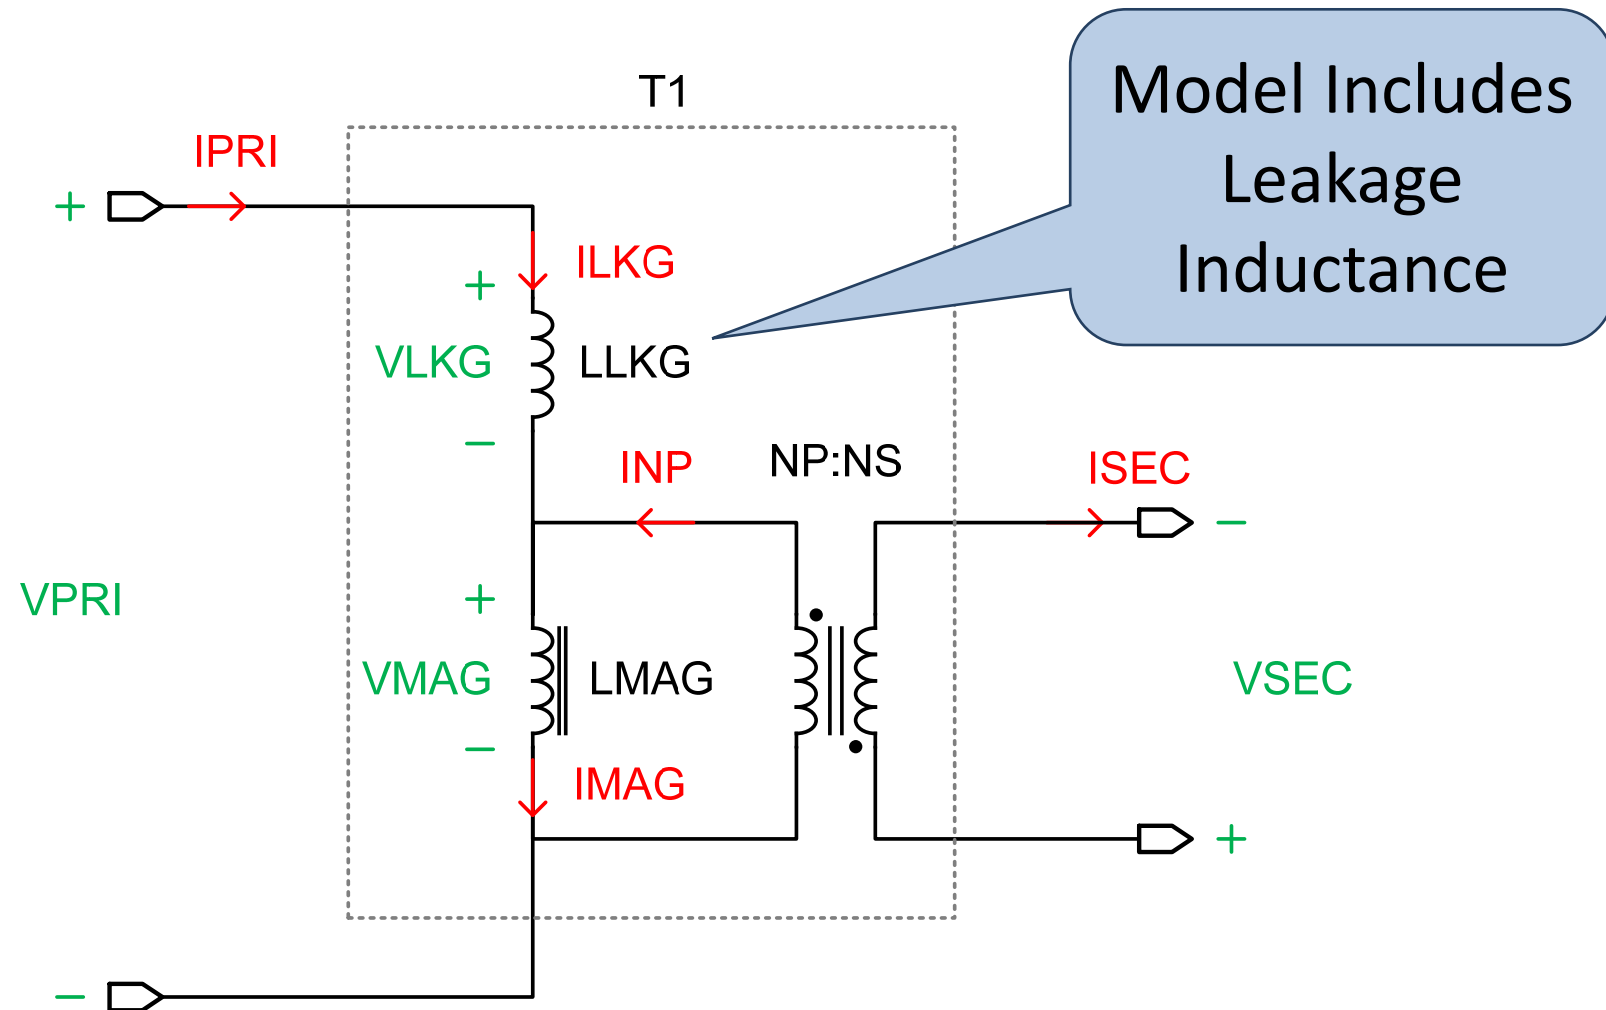 Model Includes
Leakage
Inductance
T1
IPRI
+
ILKG
+
VLKG
LLKG
−
INP
NP:NS
ISEC
−
VPRI
+
VMAG
LMAG
VSEC
−
IMAG
+
−